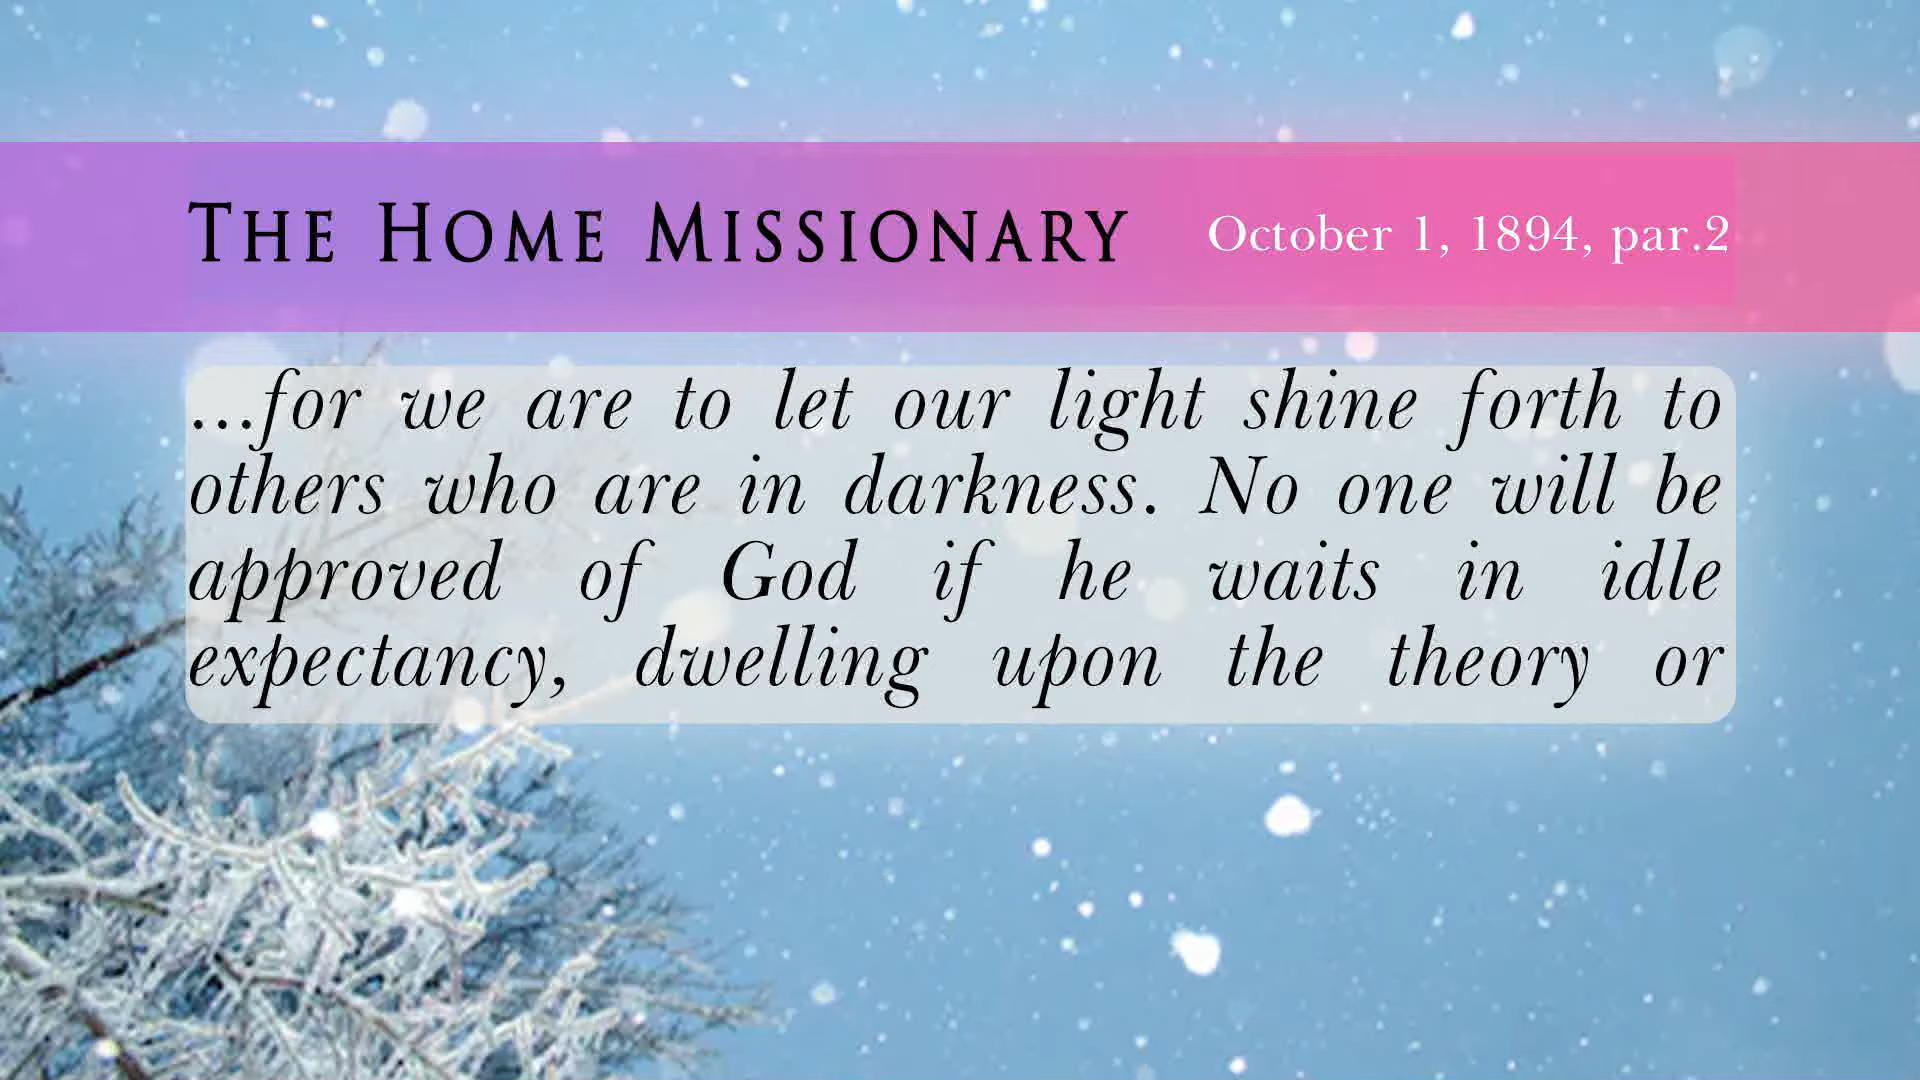 The Home Missionary October 1, 1894, par.2
...for we are to let our light shine forth to
others who are in darkness. No one will be
approved of God if he waits in idle
expectancy, dwelling upon the theory or